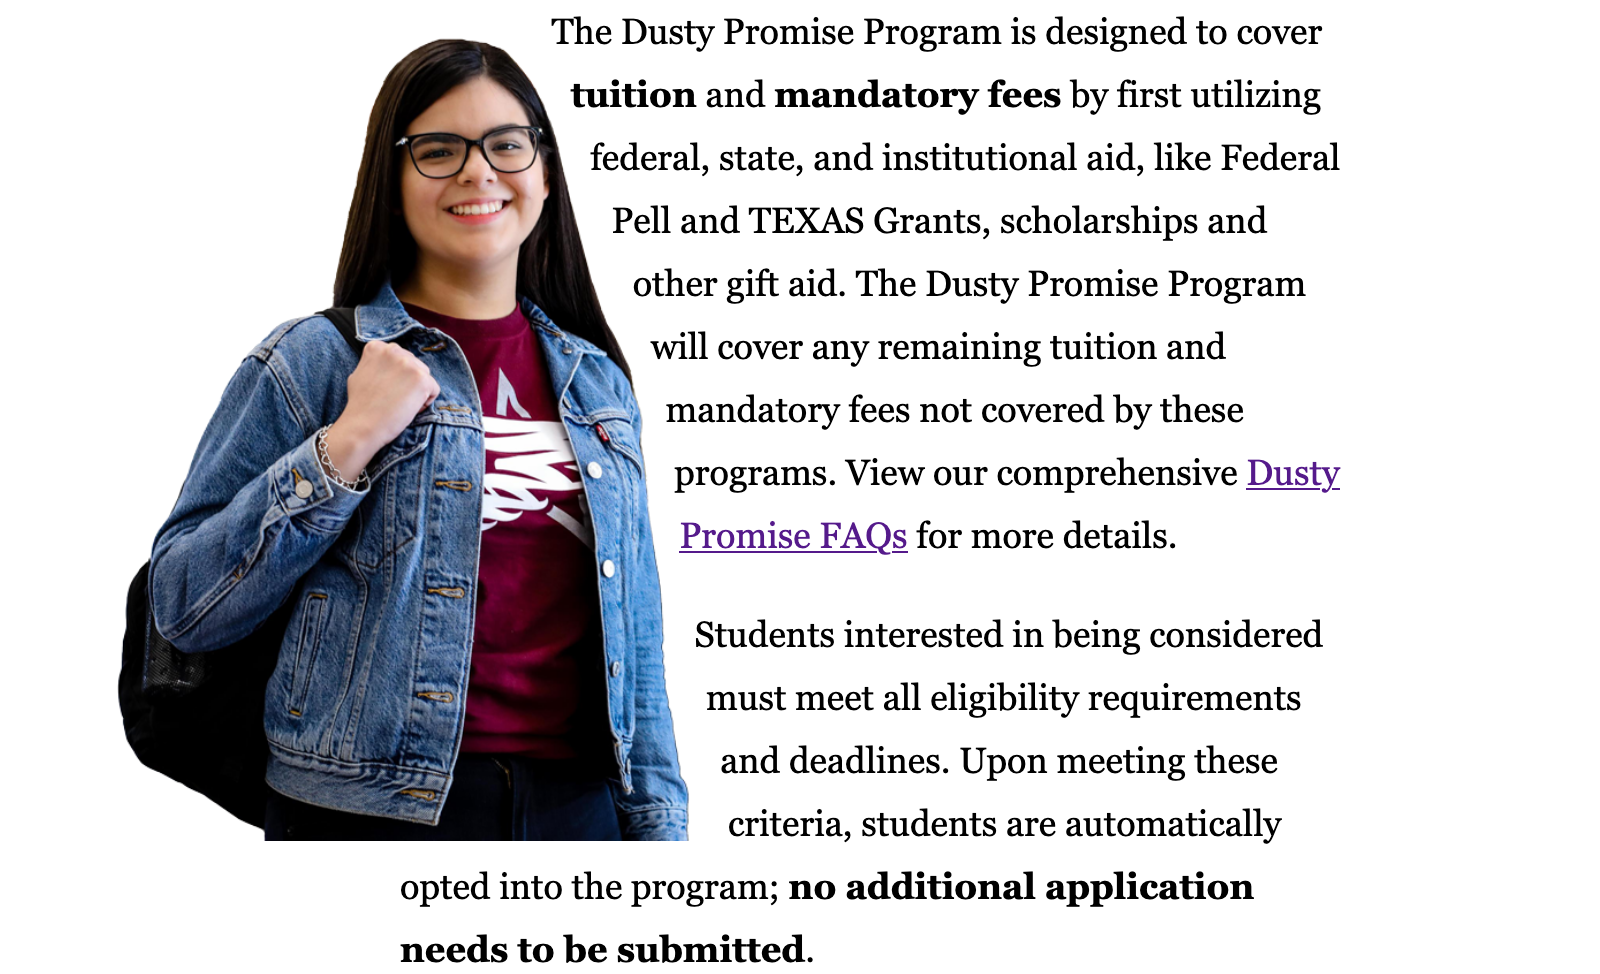 The Dusty Promise Program is designed to cover
tuition and mandatory fees by first utilizing
federal, state, and institutional aid, like Federal
Pell and TEXAS Grants, scholarships and
other gift aid. The Dusty Promise Program
will cover any remaining tuition and
mandatory fees not covered by these
programs. View our comprehensive Dusty
Promise FAQs for more details.
Students interested in being considered
must meet all eligibility requirements
and deadlines. Upon meeting these
criteria, students are automatically
opted into the program; no additional application
needs to be submitted.